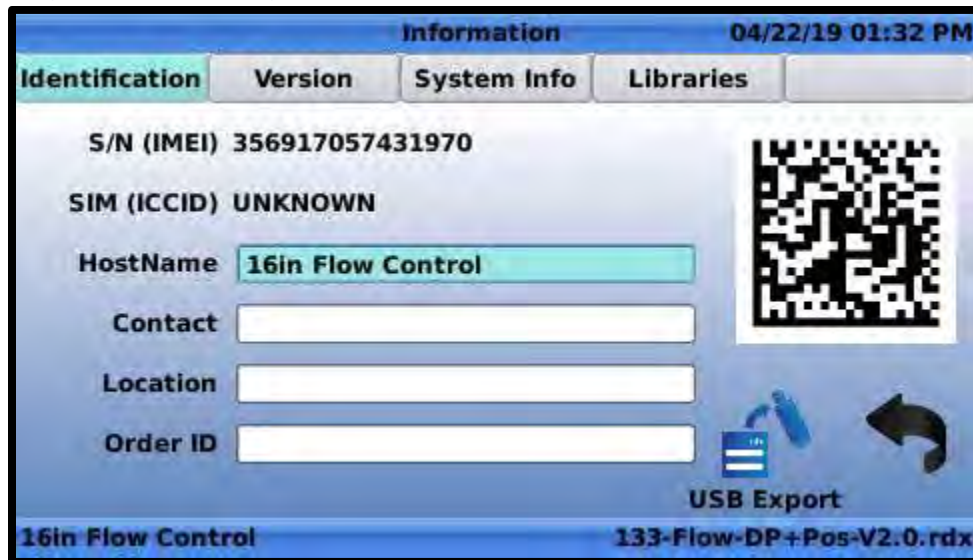 Information 04/22/19 01:32 PM
Identification Version System Info Libraries
S/N (IMEI) 356917057431970
SIM (ICCID) UNKNOWN
HostName 16in Flow Control
Contact
Location
Order ID
USB Export
16in Flow Control 133-Flow-DP+Pos-V2.0.rdx